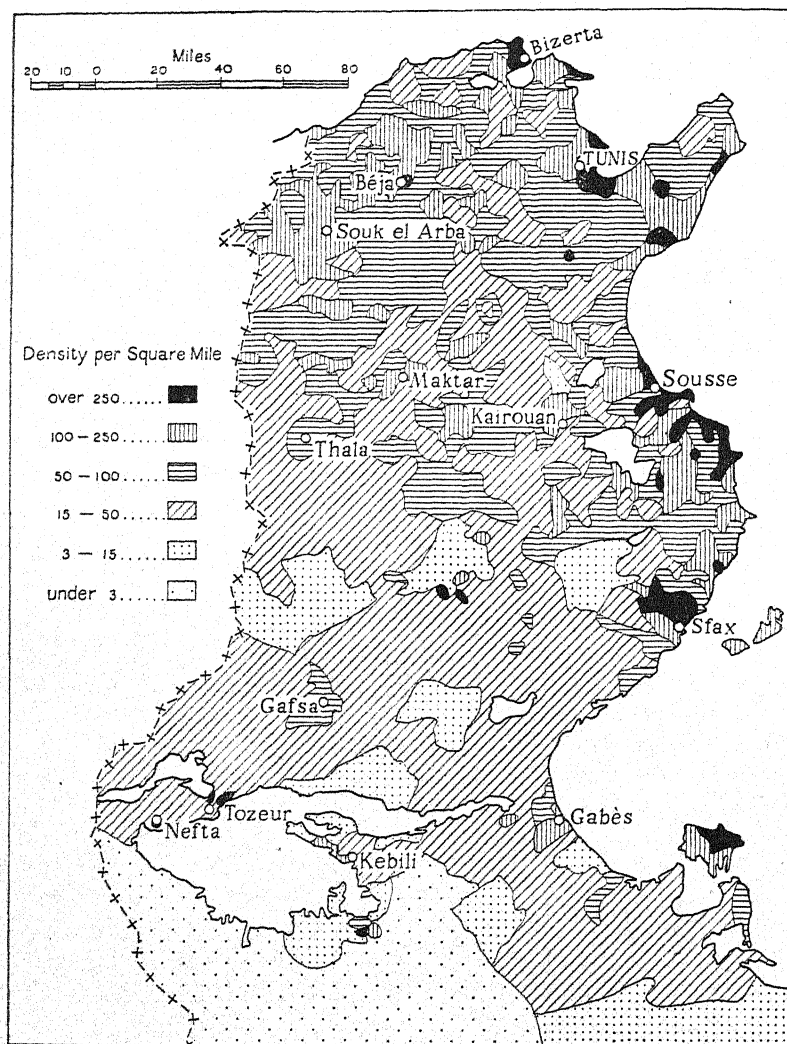 Miles
20 10 0 20 40 60 80
Bizerta
TUNIS
Béja
Souk el Arba
Density per Square Mile
over 250......
100 – 250......
50 – 100......
15 – 50......
3 – 15......
under 3......
Maktar
Sousse
Kairouan
Thala
Sfax
Gafsa
Tozeur
Nefta
Gabès
Kebili